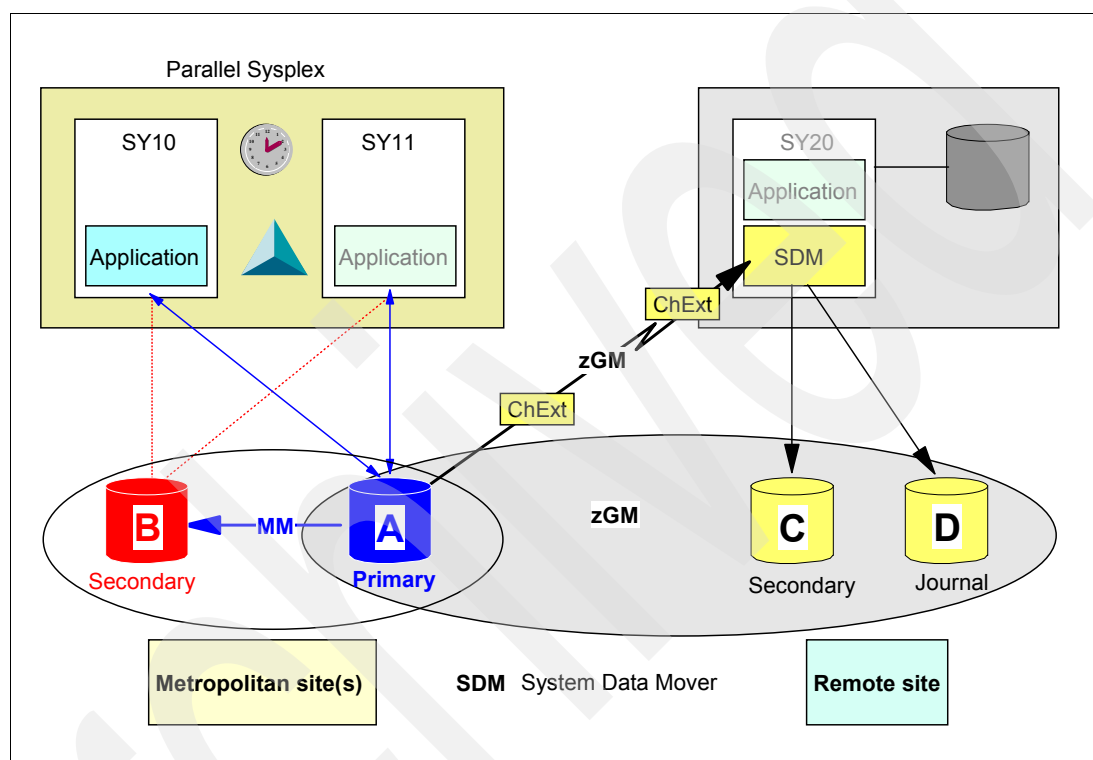 Parallel Sysplex
SY10
SY11
SY20
Application
Application
Application
SDM
ChExt
zGM
ChExt
B
MM
A
zGM
C
D
Secondary
Primary
Secondary
Journal
Metropolitan site(s)
SDM System Data Mover
Remote site